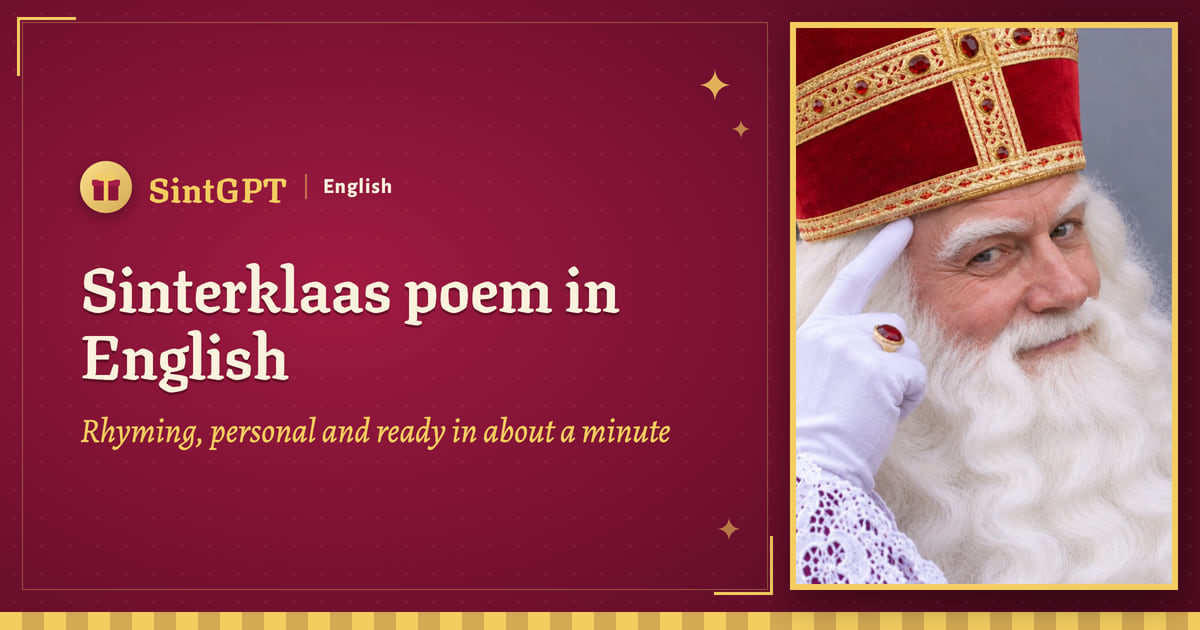 SintGPT | English
Sinterklaas poem in
English
Rhyming, personal and ready in about a minute